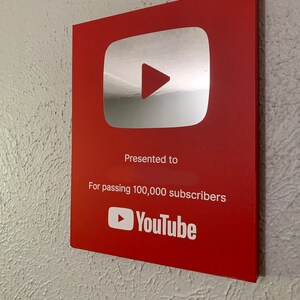 Presented to
For passing 100,000 subscribers
YouTube